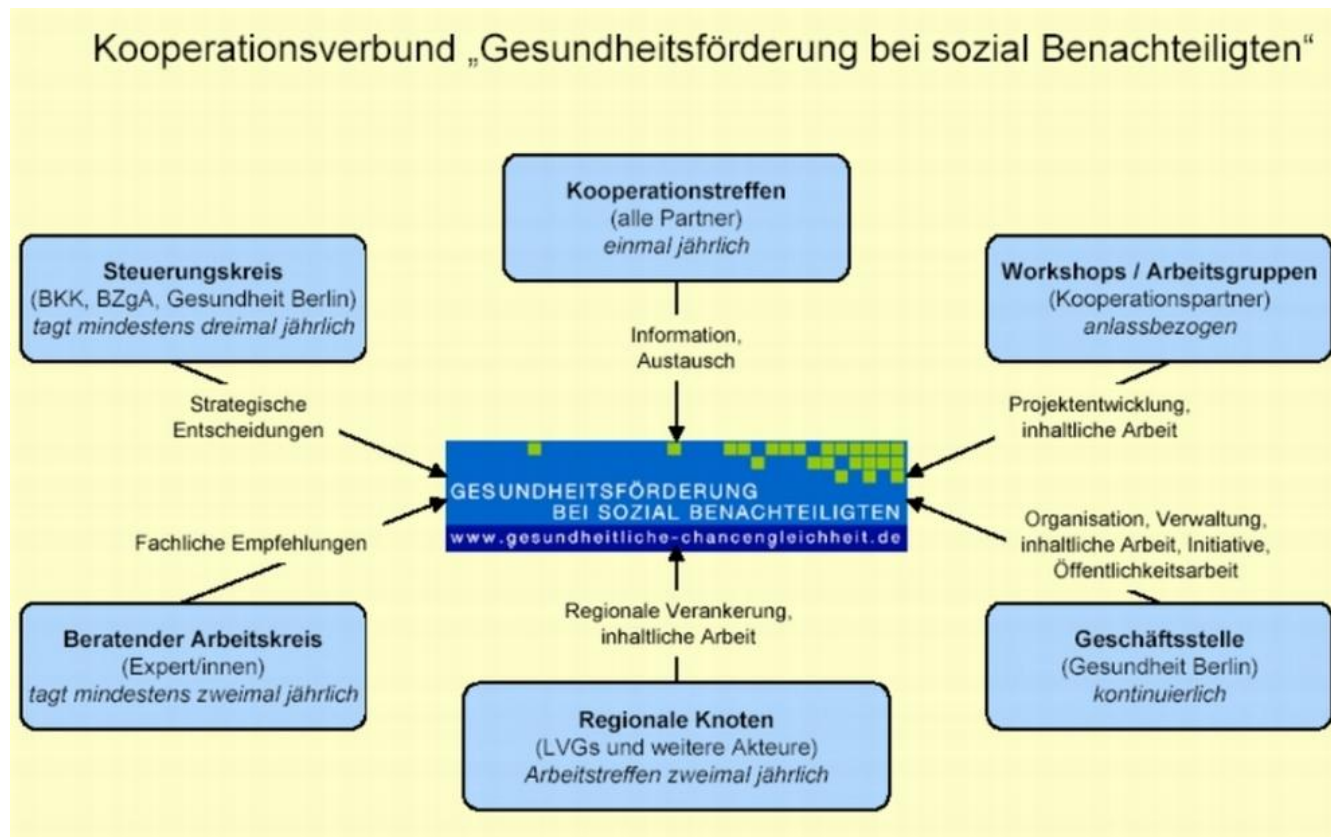 Kooperationsverbund „Gesundheitsförderung bei sozial Benachteiligten“
Kooperationstreffen
(alle Partner)
einmal jährlich
Steuerungskreis
(BKK, BZgA, Gesundheit Berlin)
tagt mindestens dreimal jährlich
Workshops / Arbeitsgruppen
(Kooperationspartner)
anlassbezogen
Information,
Austausch
Strategische
Entscheidungen
Projektentwicklung,
inhaltliche Arbeit
GESUNDHEITSFÖRDERUNG
BEI SOZIAL BENACHTEILIGTEN
www.gesundheitliche-chancengleichheit.de
Fachliche Empfehlungen
Organisation, Verwaltung,
inhaltliche Arbeit, Initiative,
Öffentlichkeitsarbeit
Regionale Verankerung,
inhaltliche Arbeit
Beratender Arbeitskreis
(Expert/innen)
tagt mindestens zweimal jährlich
Geschäftsstelle
(Gesundheit Berlin)
kontinuierlich
Regionale Knoten
(LVGs und weitere Akteure)
Arbeitstreffen zweimal jährlich